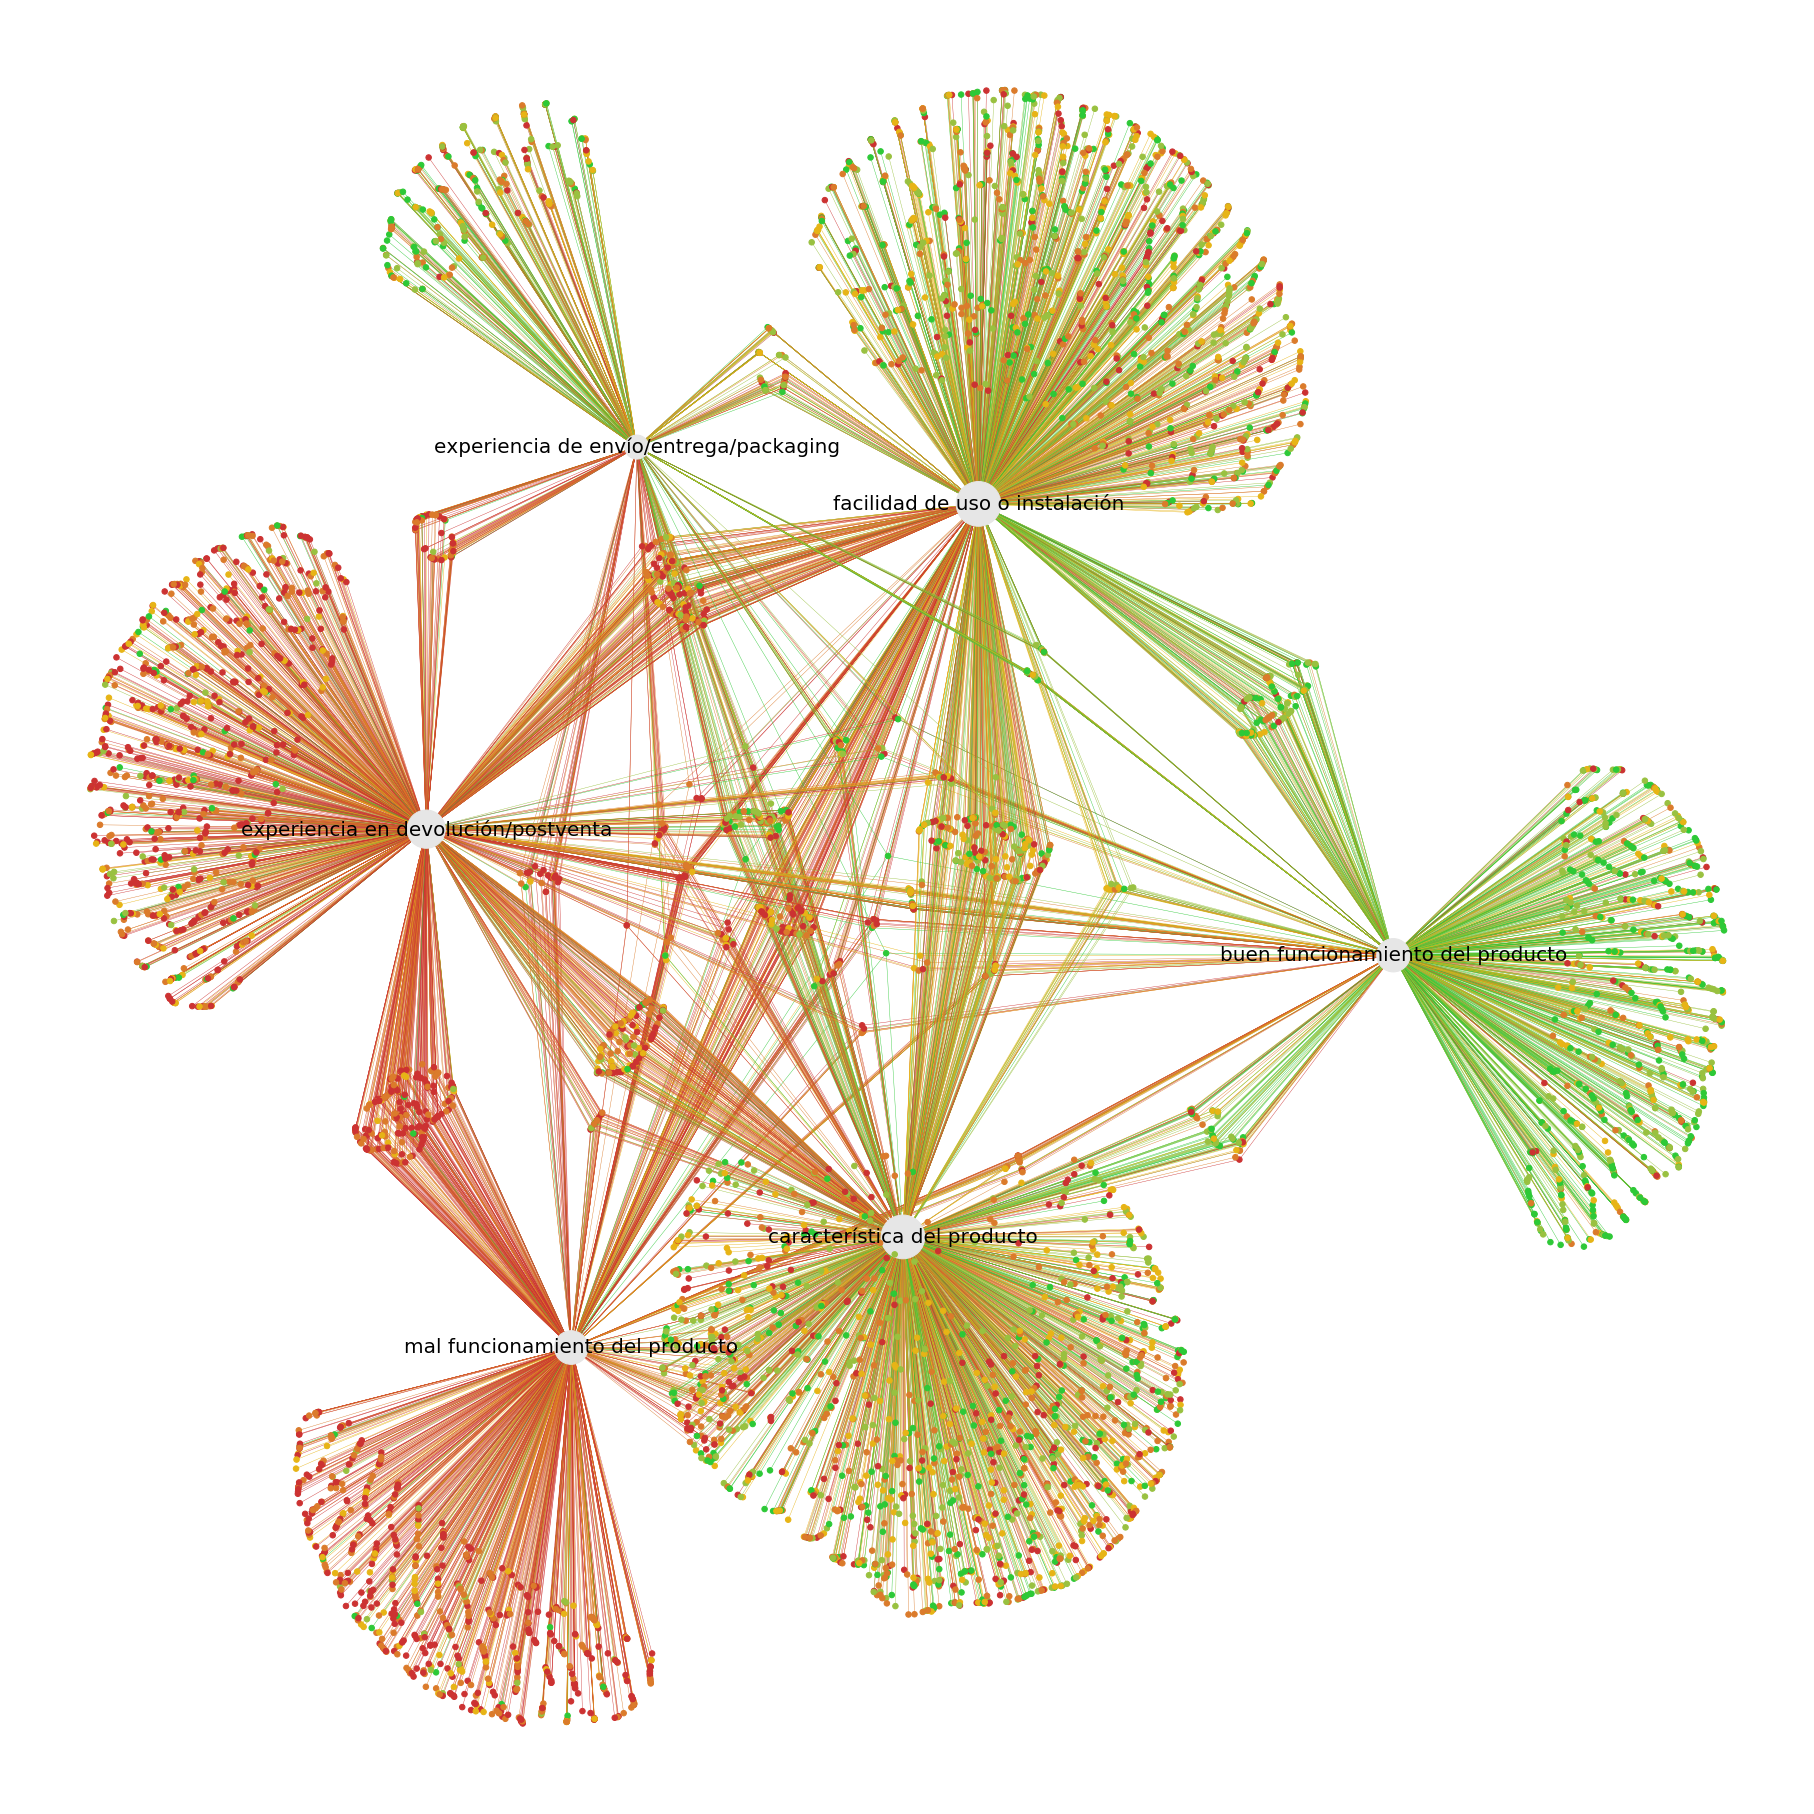 experiencia de envío/entrega/packaging
facilidad de uso o instalación
experiencia en devolución/postventa
buen funcionamiento del producto
característica del producto
mal funcionamiento del producto